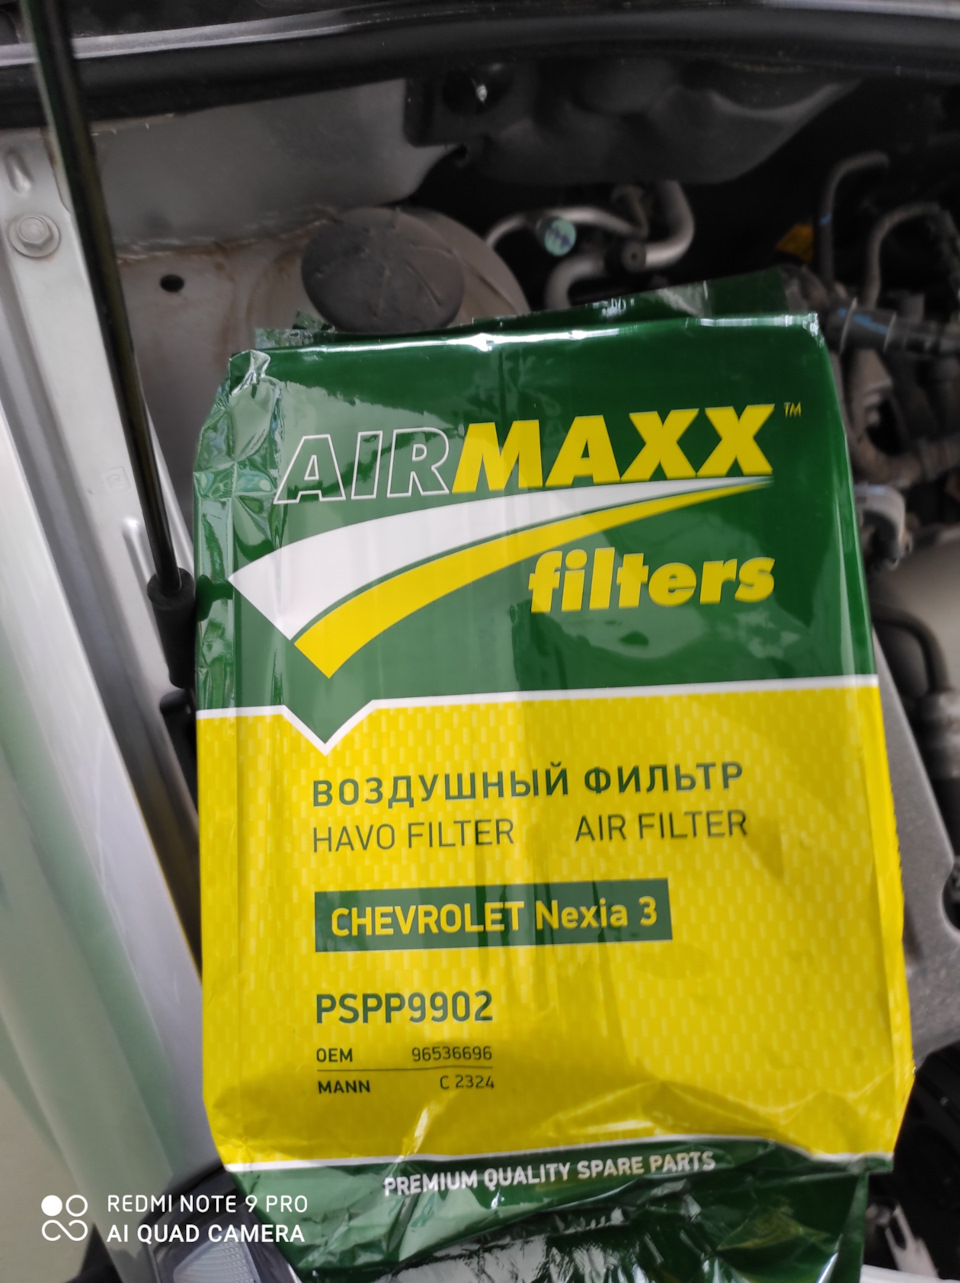 AIRMAXX™
filters
ВОЗДУШНЫЙ ФИЛЬТР
HAVO FILTER AIR FILTER
CHEVROLET Nexia 3
PSPP9902
OEM 96536696
MANN C 2324
PREMIUM QUALITY SPARE PARTS
REDMI NOTE 9 PRO
AI QUAD CAMERA